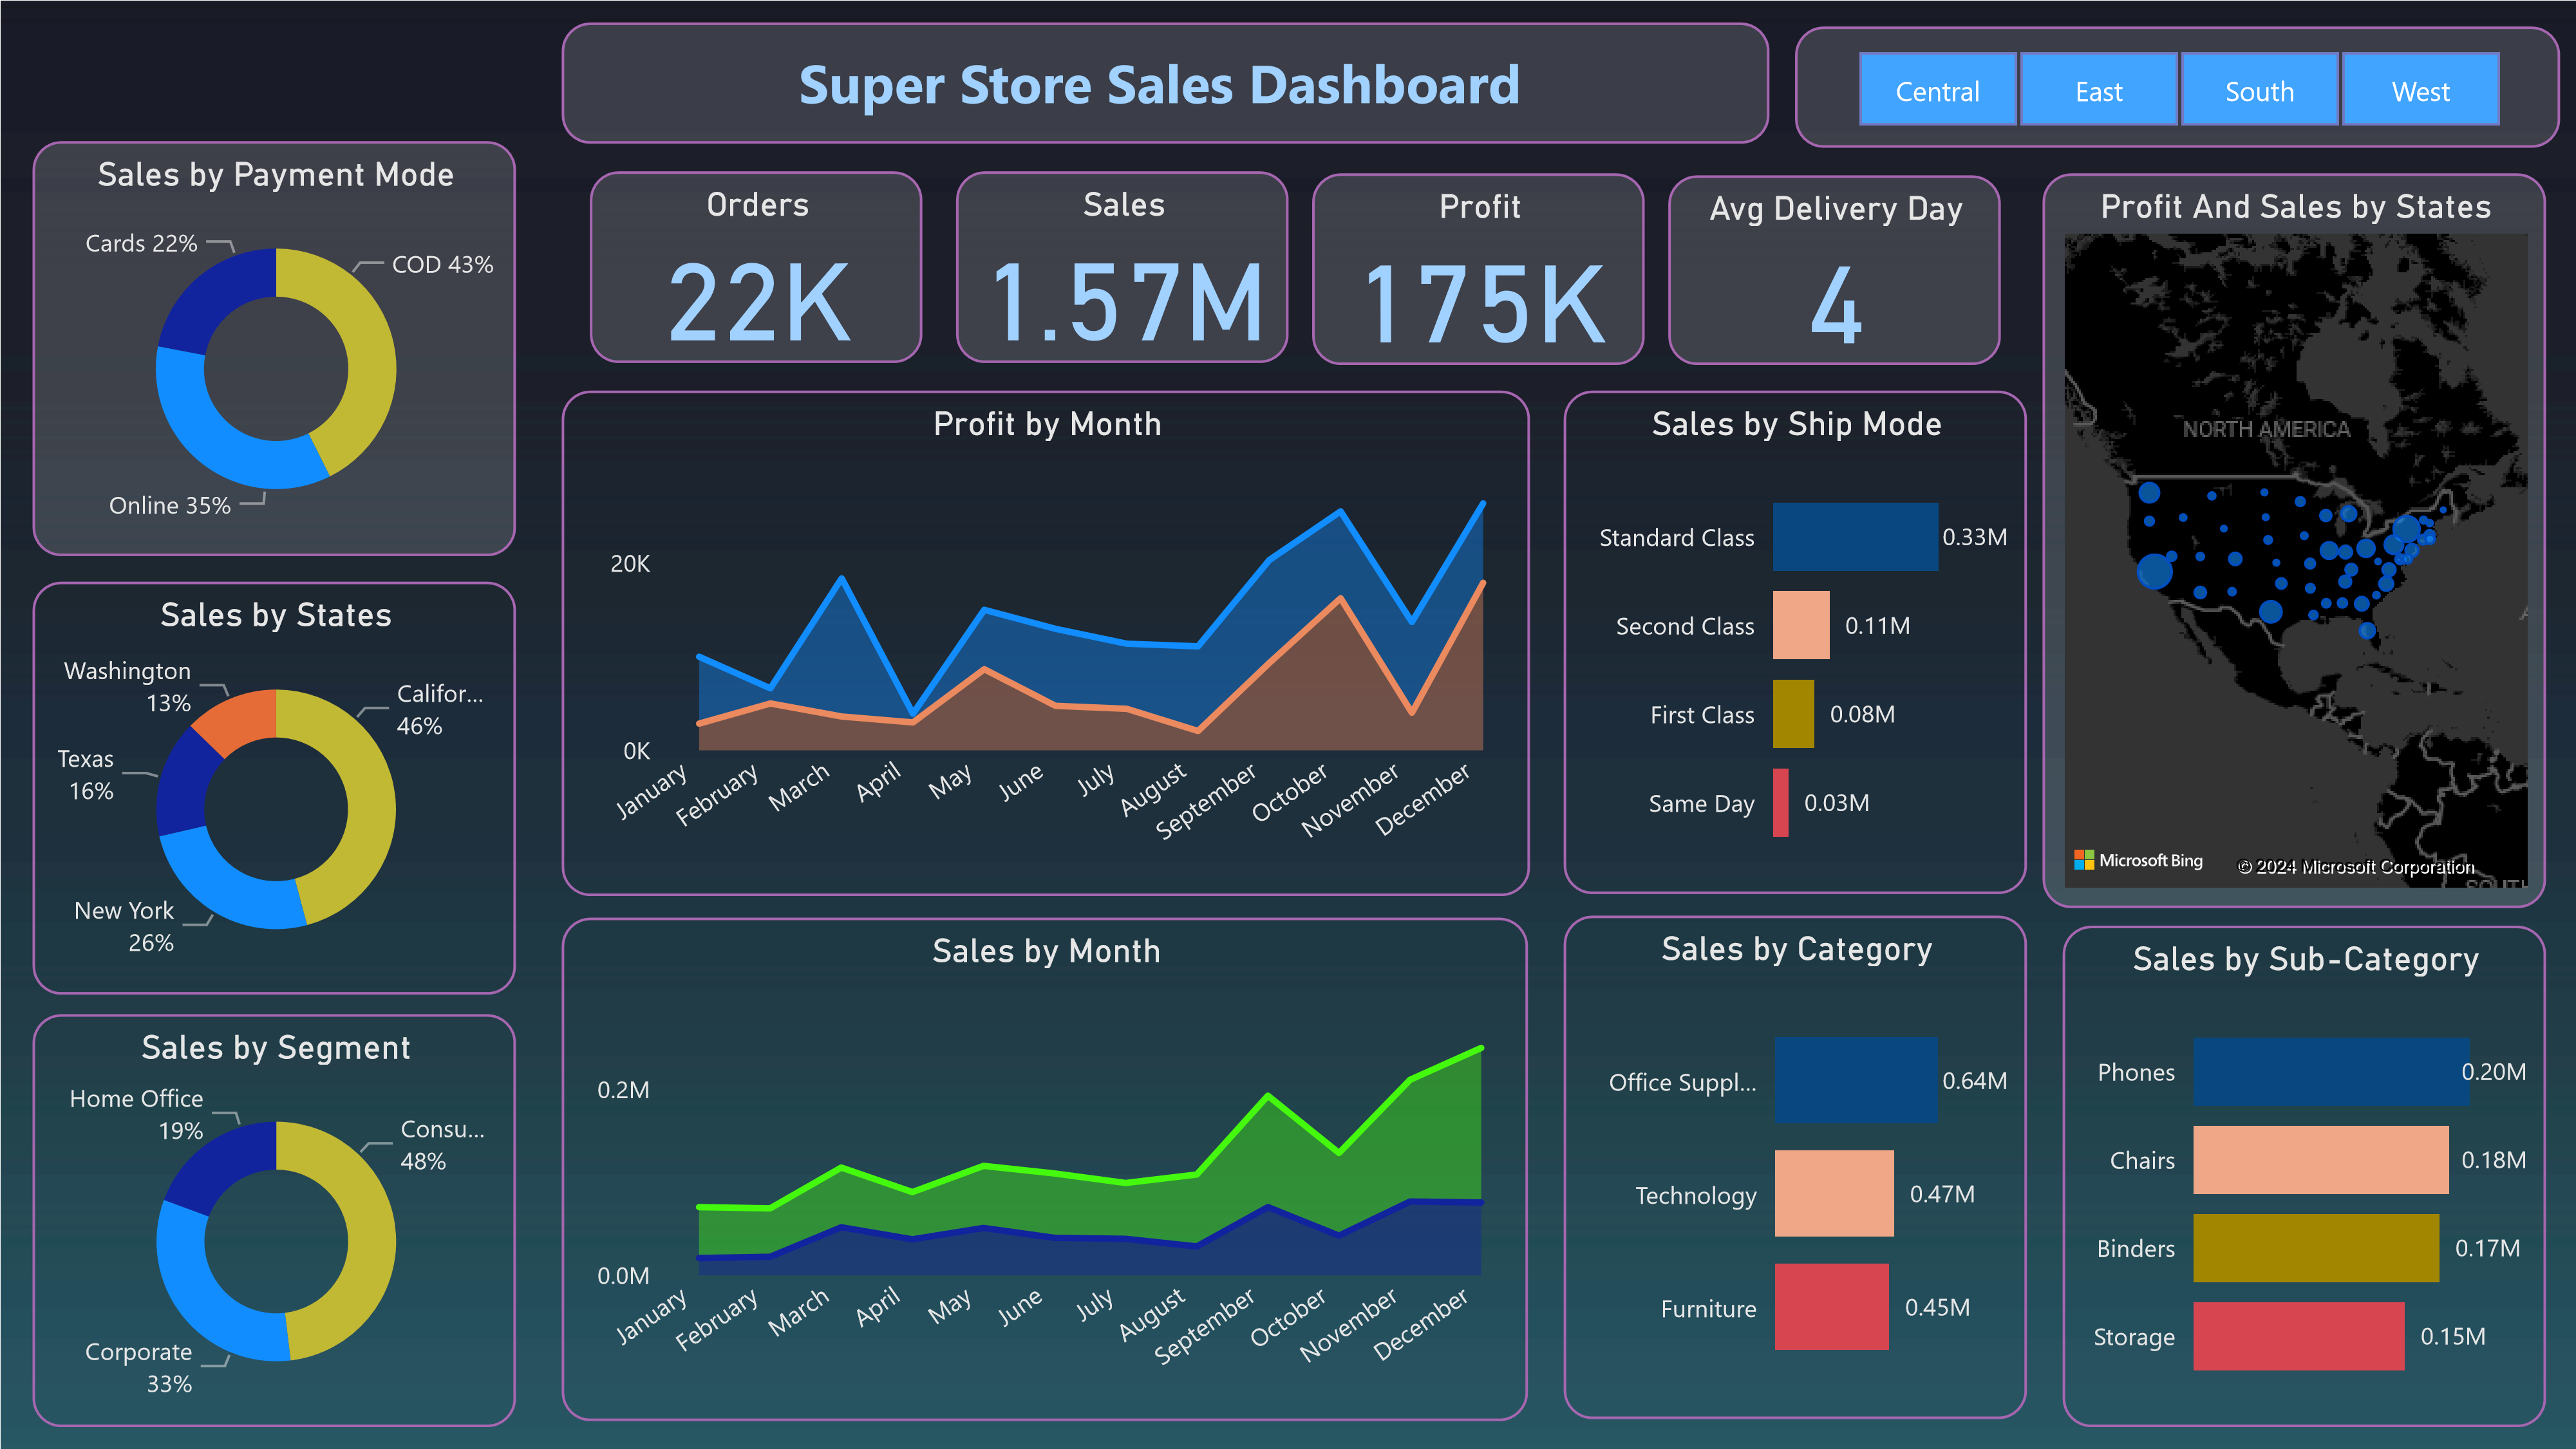 Super Store Sales Dashboard
Central
East
South
West
Sales by Payment Mode
Cards 22%
COD 43%
Online 35%
Orders
22K
Sales
1.57M
Profit
175K
Avg Delivery Day
4
Profit And Sales by States
NORTH AMERICA
Microsoft Bing
© 2024 Microsoft Corporation
Profit by Month
20K
0K
January
February
March
April
May
June
July
August
September
October
November
December
Sales by Ship Mode
Standard Class
0.33M
Second Class
0.11M
First Class
0.08M
Same Day
0.03M
Sales by States
Washington
13%
Califor...
46%
Texas
16%
New York
26%
Sales by Segment
Home Office
19%
Consu...
48%
Corporate
33%
Sales by Month
0.2M
0.0M
January
February
March
April
May
June
July
August
September
October
November
December
Sales by Category
Office Suppl...
0.64M
Technology
0.47M
Furniture
0.45M
Sales by Sub-Category
Phones
0.20M
Chairs
0.18M
Binders
0.17M
Storage
0.15M